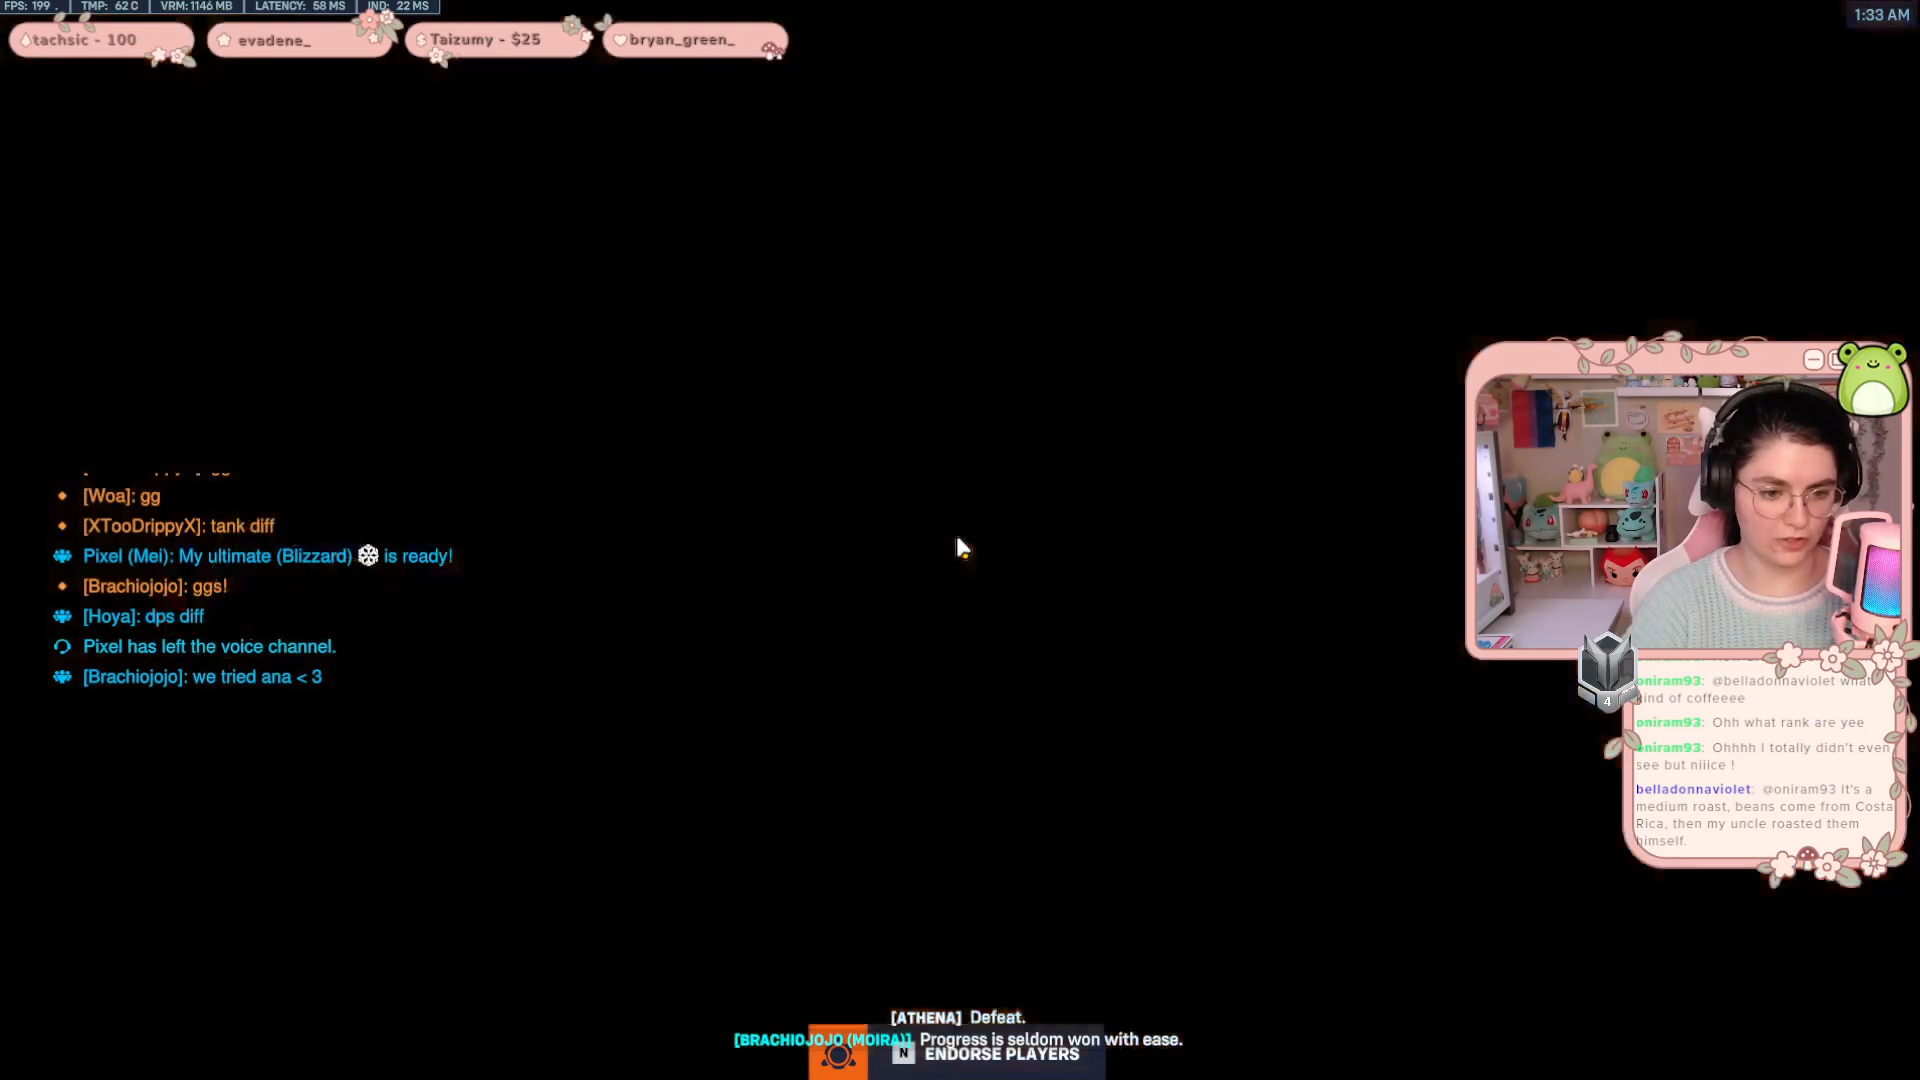 FPS: 199
TMP: 62 C
VRM: 1146 MB
LATENCY: 58 MS
IND: 22 MS
1:33 AM
tachsic - 100
evadene_
Taizumy - $25
bryan_green_
[Woa]: gg
[XTooDrippyX]: tank diff
Pixel (Mei): My ultimate (Blizzard) is ready!
[Brachiojojo]: ggs!
[Hoya]: dps diff
Pixel has left the voice channel.
[Brachiojojo]: we tried ana < 3
4
oniram93: @belladonnaviolet what
kind of coffeeee
oniram93: Ohh what rank are yee
oniram93: Ohhhh I totally didn't even
see but niiice !
belladonnaviolet: @oniram93 It's a
medium roast, beans come from Costa
Rica, then my uncle roasted them
himself.
[ATHENA] Defeat.
[BRACHIOJOJO (MOIRA)] Progress is seldom won with ease.
N ENDORSE PLAYERS